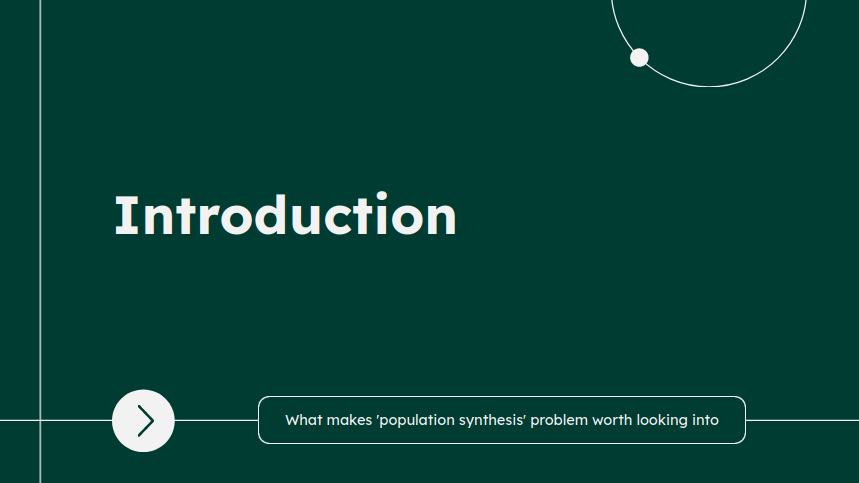 Introduction
What makes 'population synthesis' problem worth looking into